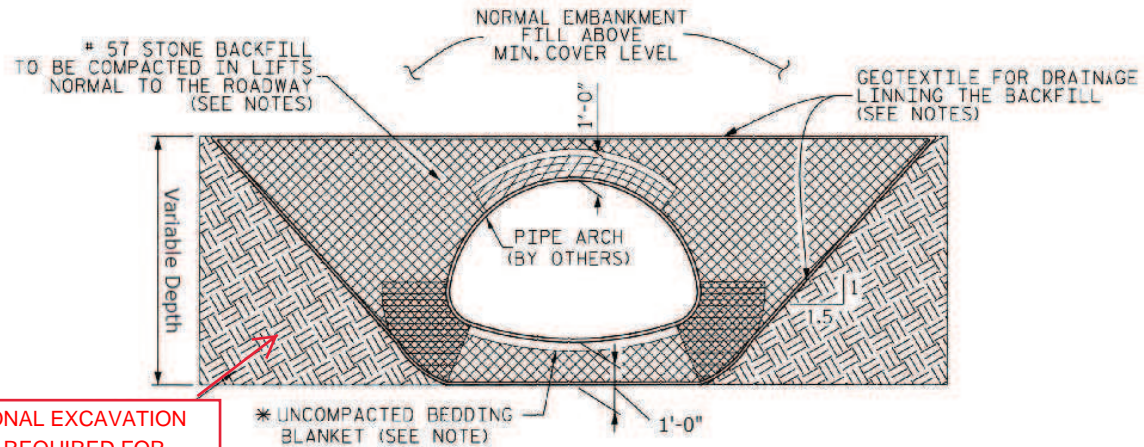 NORMAL EMBANKMENT
FILL ABOVE
MIN. COVER LEVEL
# 57 STONE BACKFILL
TO BE COMPACTED IN LIFTS
NORMAL TO THE ROADWAY
(SEE NOTES)
GEOTEXTILE FOR DRAINAGE
LINNING THE BACKFILL
(SEE NOTES)
1'-0"
Variable Depth
PIPE ARCH
(BY OTHERS)
1
1.5
ONAL EXCAVATION
REQUIRED FOR
* UNCOMPACTED BEDDING
BLANKET (SEE NOTE)
1'-0"